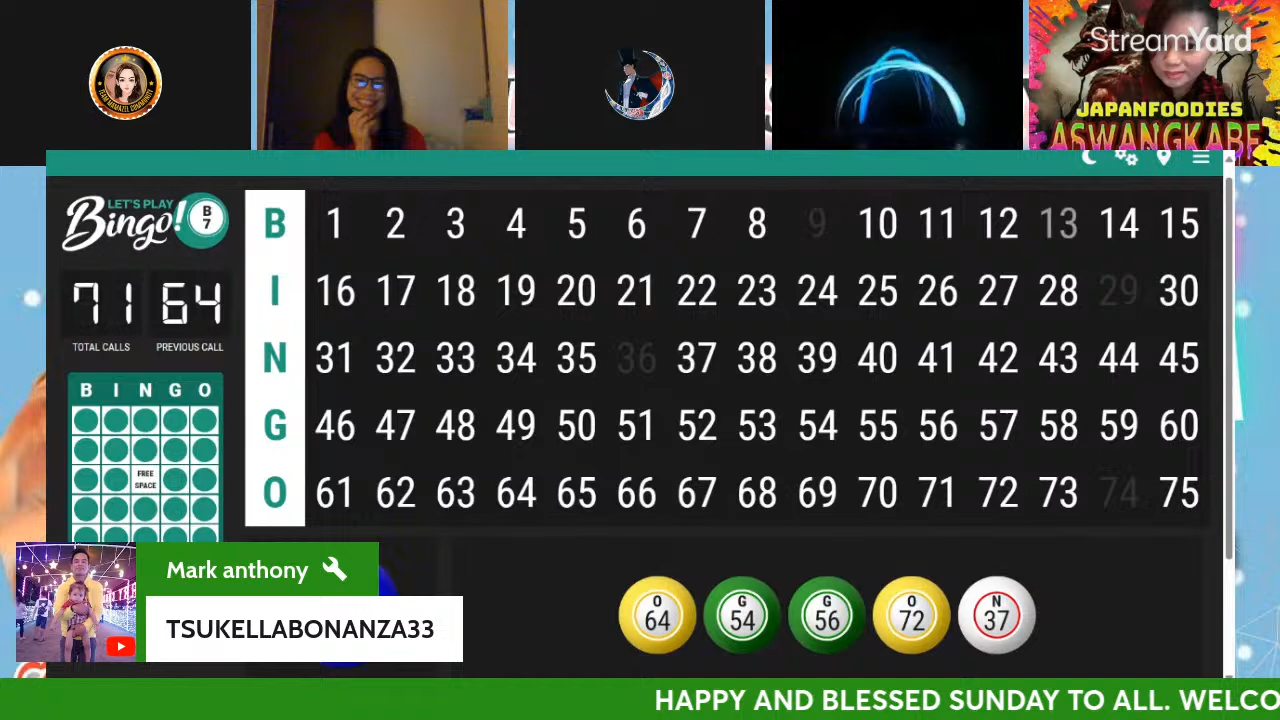 StreamYard
JAPANFOODIES
ASWANGKABE
LET'S PLAY
Bingo!
B
7
71
64
TOTAL CALLS
PREVIOUS CALL
B I N G O
FREE
SPACE
B 1 2 3 4 5 6 7 8 9 10 11 12 13 14 15
I 16 17 18 19 20 21 22 23 24 25 26 27 28 29 30
N 31 32 33 34 35 36 37 38 39 40 41 42 43 44 45
G 46 47 48 49 50 51 52 53 54 55 56 57 58 59 60
O 61 62 63 64 65 66 67 68 69 70 71 72 73 74 75
O
64
G
54
G
56
O
72
N
37
Mark anthony
TSUKELLABONANZA33
HAPPY AND BLESSED SUNDAY TO ALL. WELCO